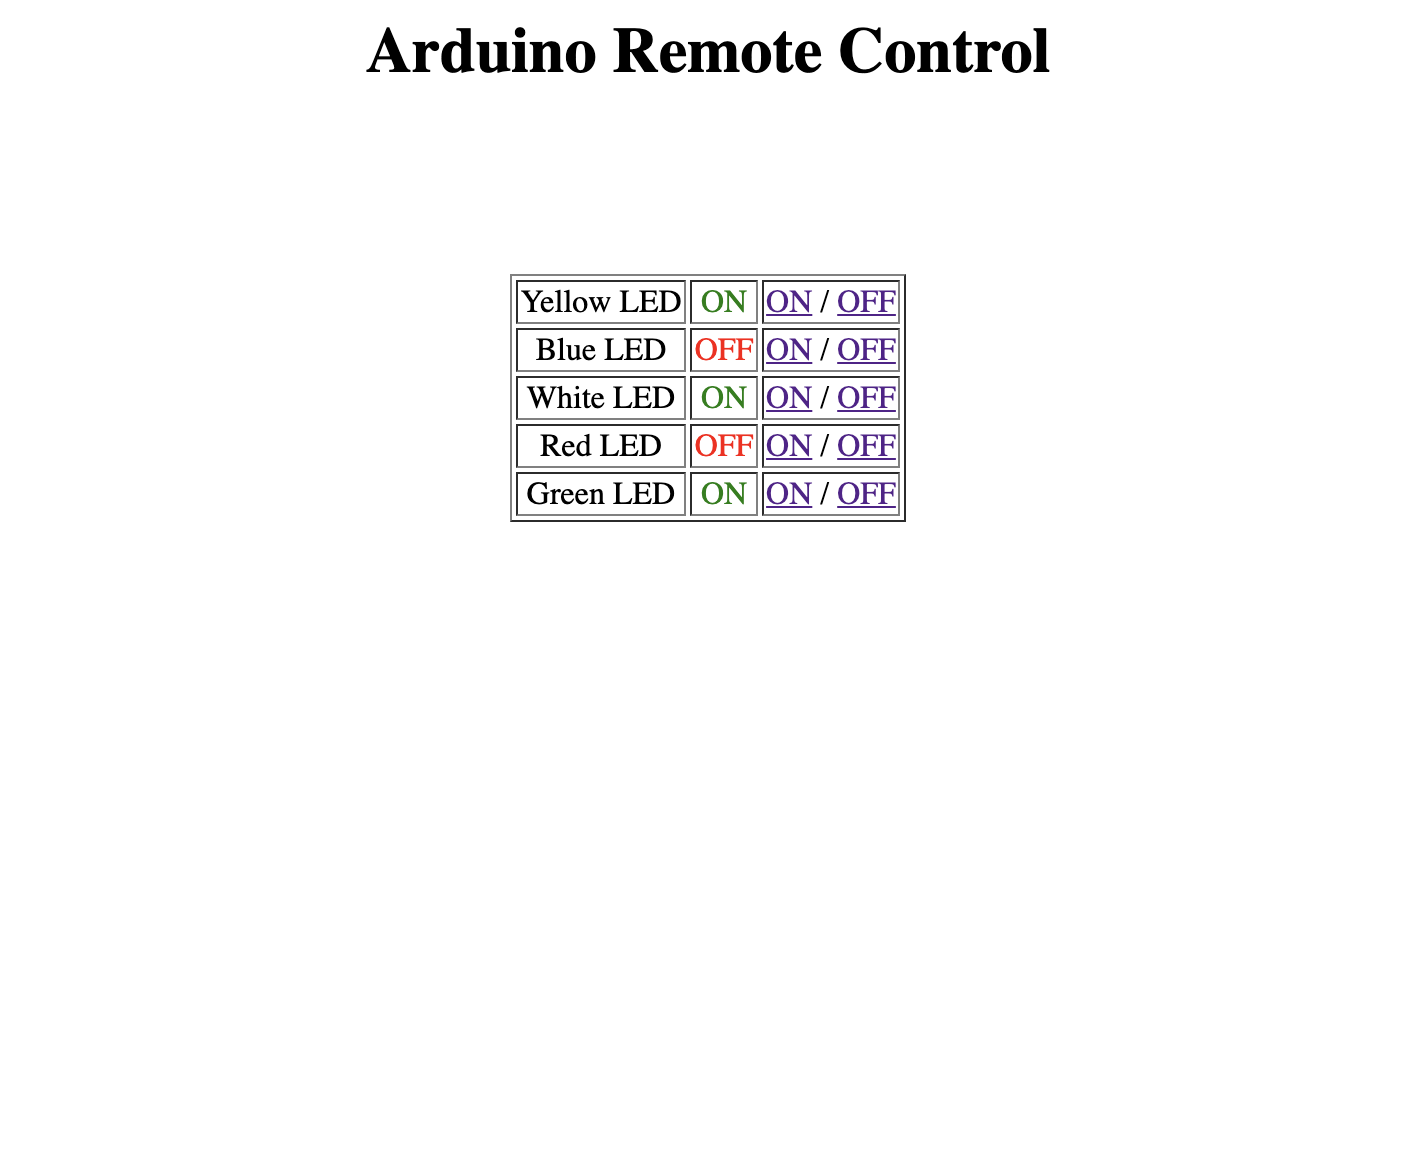 Arduino Remote Control
Yellow LED ON ON / OFF
Blue LED OFF ON / OFF
White LED ON ON / OFF
Red LED OFF ON / OFF
Green LED ON ON / OFF